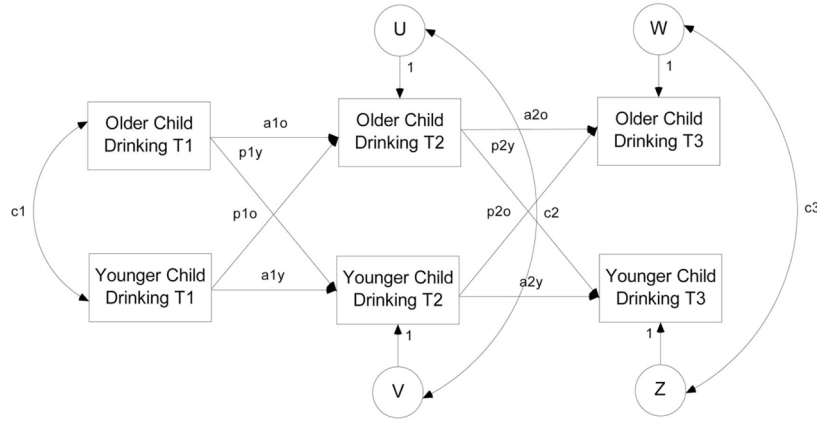 U
W
1
1
Older Child
Drinking T1
a1o
Older Child
Drinking T2
a2o
Older Child
Drinking T3
p1y
p2y
c1
p1o
p2o
c2
c3
Younger Child
Drinking T1
a1y
Younger Child
Drinking T2
a2y
Younger Child
Drinking T3
1
1
V
Z